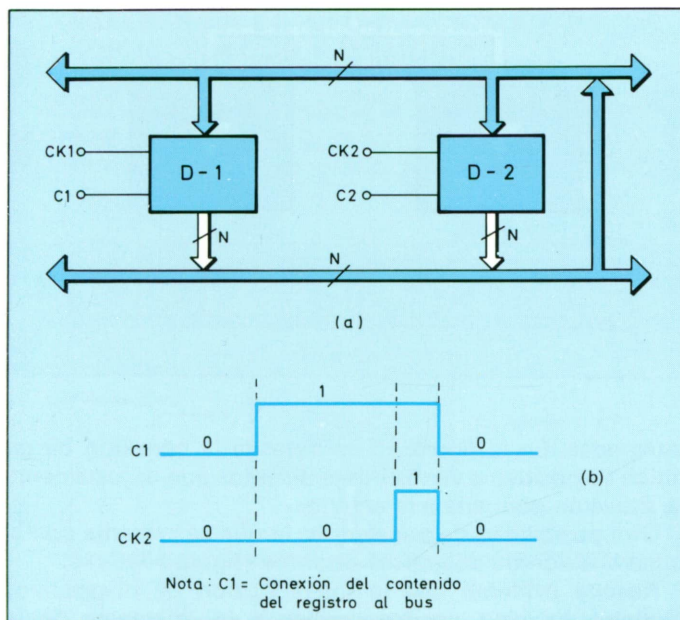 N
CK1
C1
D-1
CK2
C2
D-2
N
N
N
(a)
1
C1
0
0
(b)
1
CK2
0
0
0
Nota: C1= Conexión del contenido
del registro al bus